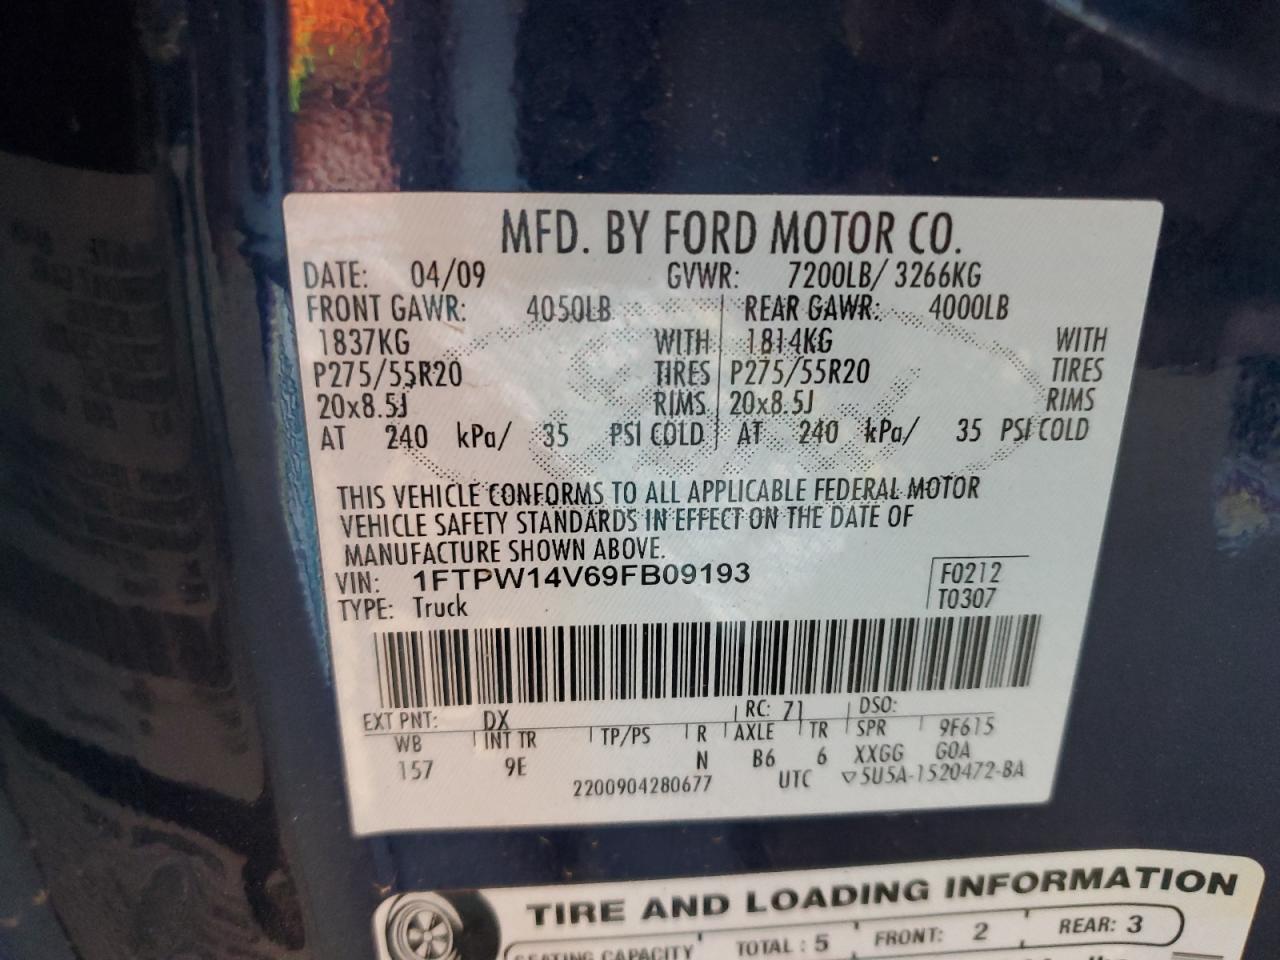 MFD. BY FORD MOTOR CO.
DATE: 04/09 GVWR: 7200LB/ 3266KG
FRONT GAWR: 4050LB REAR GAWR: 4000LB
1837KG WITH 1814KG WITH
P275/55R20 TIRES P275/55R20 TIRES
20x8.5J RIMS 20x8.5J RIMS
AT 240 kPa/ 35 PSI COLD AT 240 kPa/ 35 PSI COLD
THIS VEHICLE CONFORMS TO ALL APPLICABLE FEDERAL MOTOR
VEHICLE SAFETY STANDARDS IN EFFECT ON THE DATE OF
MANUFACTURE SHOWN ABOVE.
VIN: 1FTPW14V69FB09193 F0212
TYPE: Truck T0307
EXT PNT: DX RC: 71 DSO:
WB INT TR TP/PS R AXLE TR SPR 9F615
157 9E N B6 6 XXGG GOA
2200904280677 UTC ▽5U5A-1520472-BA
TIRE AND LOADING INFORMATION
SEATING CAPACITY TOTAL : 5 FRONT: 2 REAR: 3